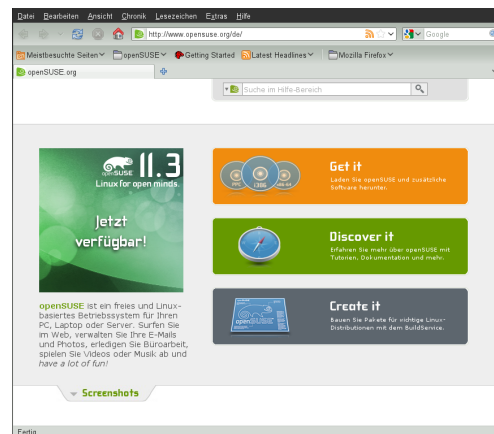 Datei Bearbeiten Ansicht Chronik Lesezeichen Extras Hilfe
http://www.opensuse.org/de/
Google
Meistbesuchte Seiten openSUSE Getting Started Latest Headlines Mozilla Firefox
openSUSE.org
Suche im Hilfe-Bereich
openSUSE 11.3
Linux for open minds
Jetzt
verfügbar!
PPC i386 x86-64
Get it
Laden Sie openSUSE und zusätzliche
Software herunter.
Discover it
Erfahren Sie mehr über openSUSE mit
Tutorien, Dokumentation und mehr.
Create it
Bauen Sie Pakete für wichtige Linux-
Distributionen mit dem BuildService.
openSUSE ist ein freies und Linux-
basiertes Betriebssystem für Ihren
PC, Laptop oder Server. Surfen Sie
im Web, verwalten Sie Ihre E-Mails
und Photos, erledigen Sie Büroarbeit,
spielen Sie Videos oder Musik ab und
have a lot of fun!
Screenshots
Fertig